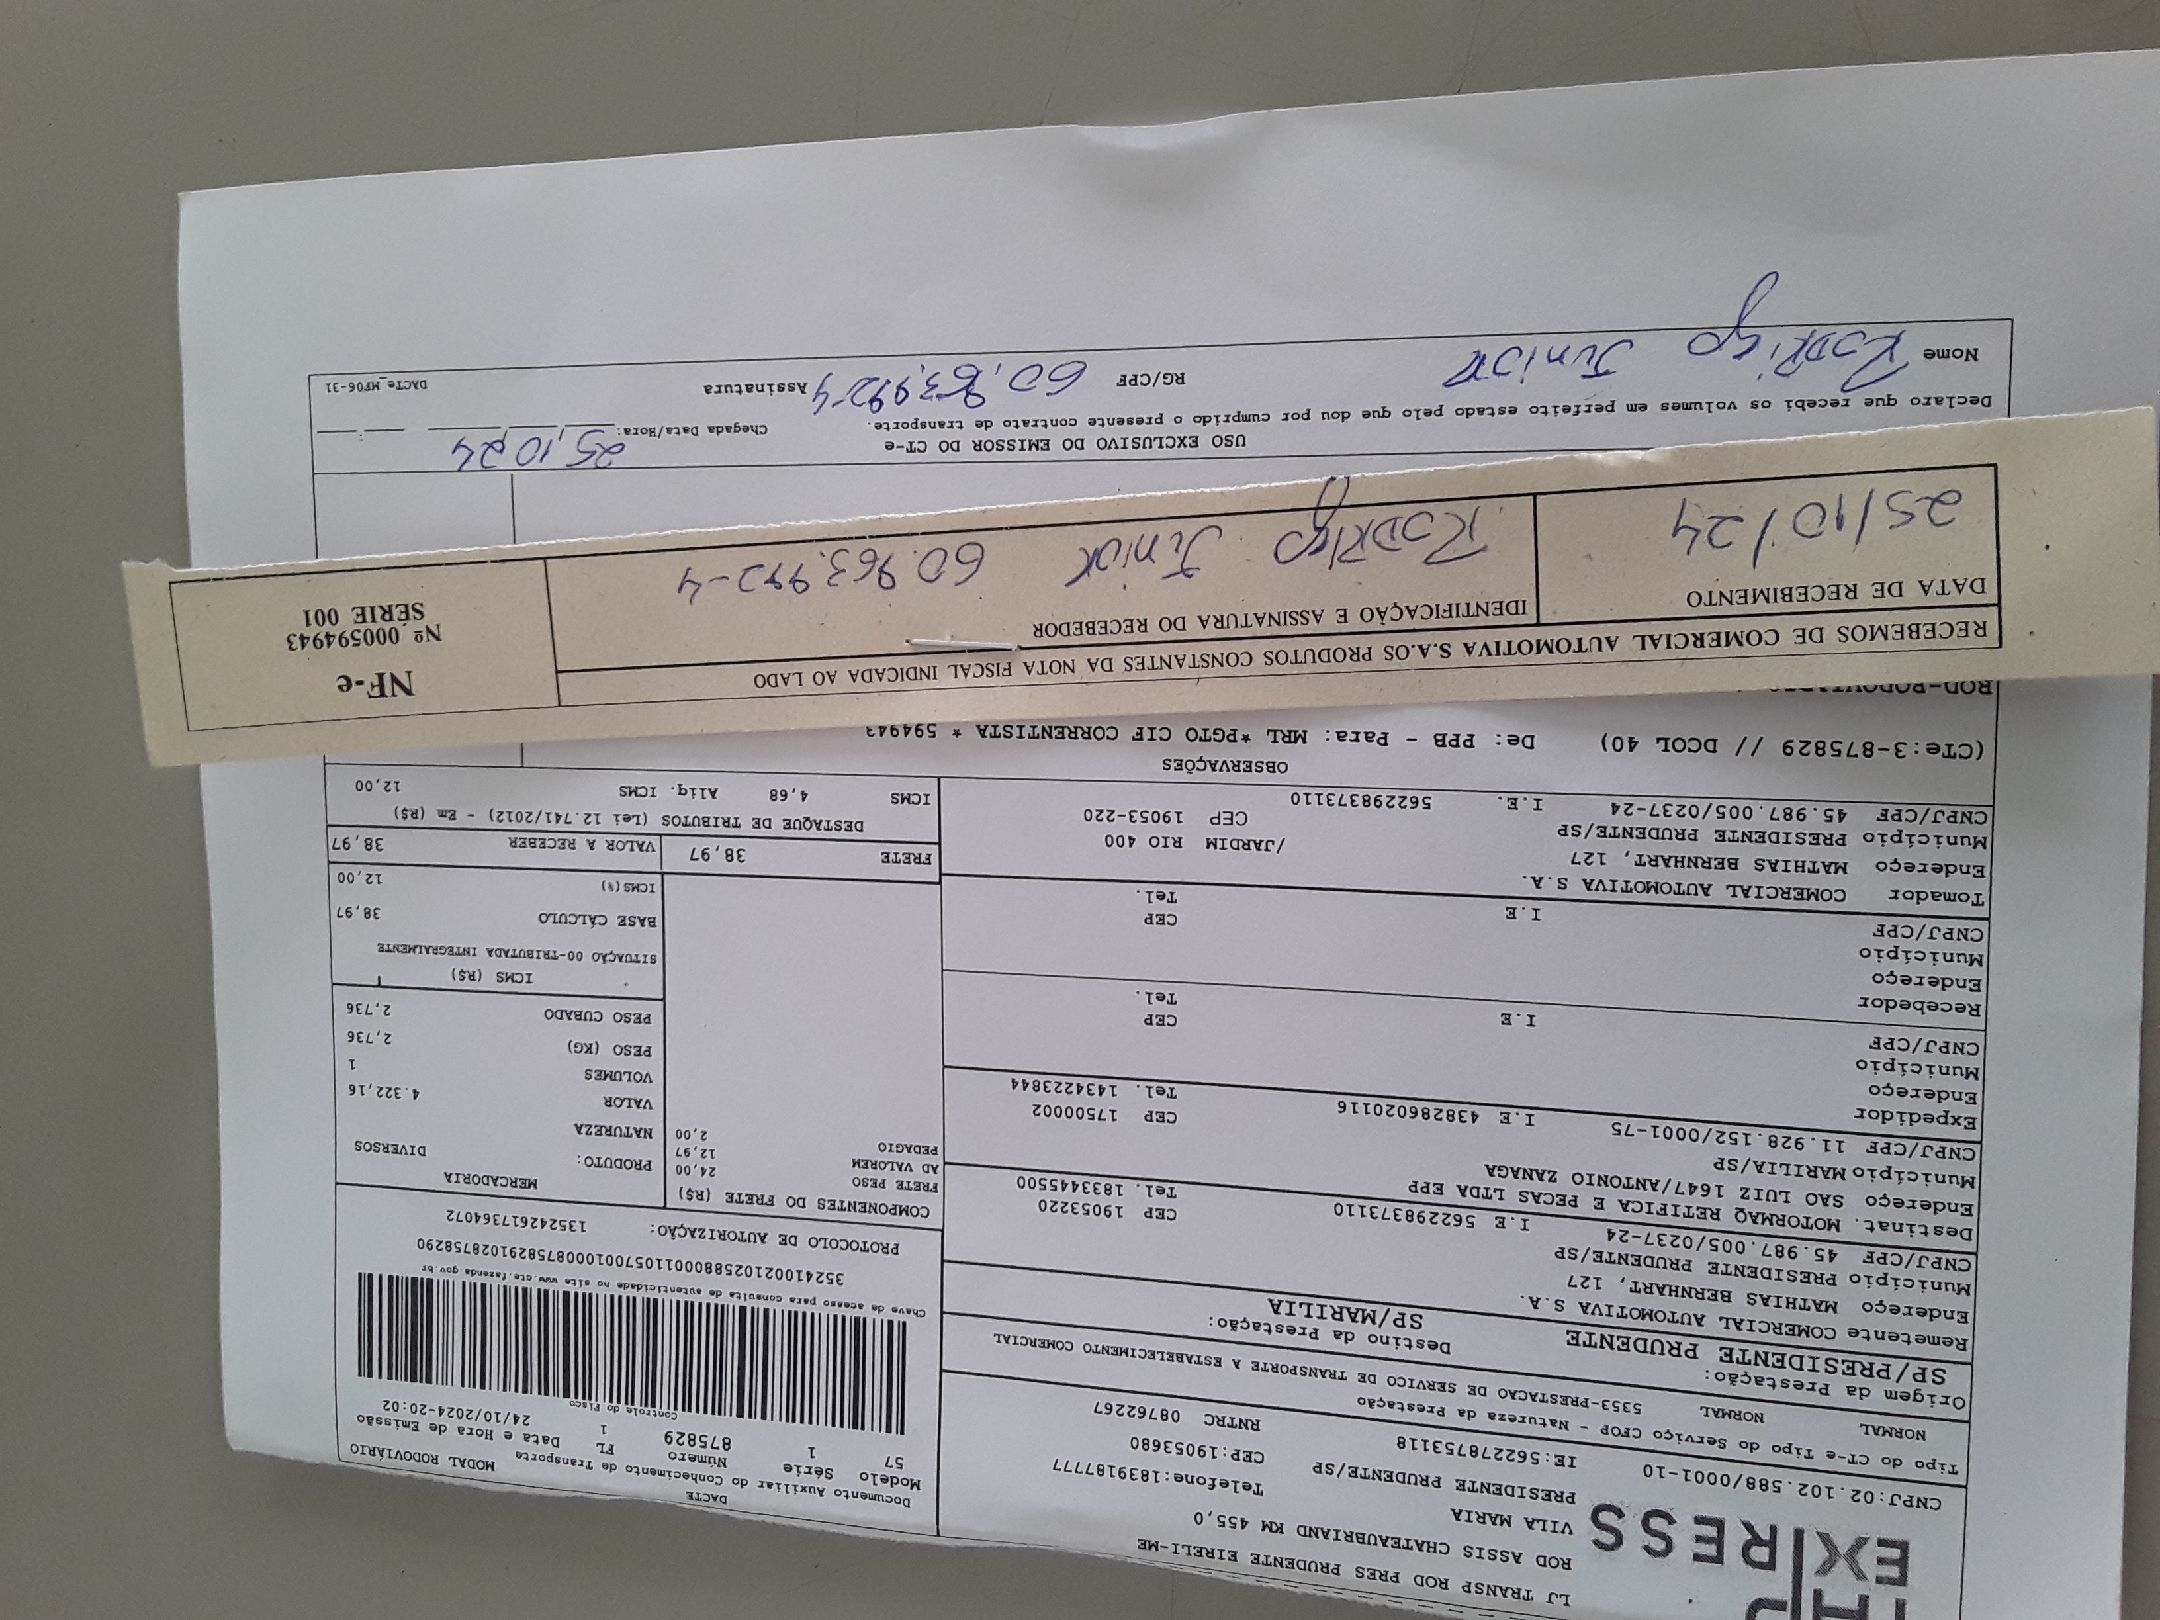 EXPRESS
LJ TRANSP ROD PRES PRUDENTE EIRELI-ME
ROD ASSIS CHATEAUBRIAND KM 455,0
VILA MARIA Telefone:1839187777
PRESIDENTE PRUDENTE/SP CEP:19053680
CNPJ:02.102.588/0001-10 IE:562278753118 RNTRC 08762267
Tipo do CT-e Tipo do Serviço CFOP - Natureza da Prestação
NORMAL NORMAL 5353-PRESTACAO DE SERVICO DE TRANSPORTE A ESTABELECIMENTO COMERCIAL
Origem da Prestação: Destino da Prestação:
SP/PRESIDENTE PRUDENTE SP/MARILIA
Remetente COMERCIAL AUTOMOTIVA S.A.
Endereço MATHIAS BERNHART, 127
Município PRESIDENTE PRUDENTE/SP CEP 19053220
CNPJ/CPF 45.987.005/0237-24 I.E 562298373110 Tel. 1833445500
Destinat. MOTORMAQ RETIFICA E PECAS LTDA EPP
Endereço SAO LUIZ 1647/ANTONIO ZANAGA
Município MARILIA/SP CEP 17500002
CNPJ/CPF 11.928.152/0001-75 I.E 438286020116 Tel. 1434223844
Expedidor
Endereço
Município CEP
CNPJ/CPF I.E Tel.
Recebedor
Endereço
Município CEP
CNPJ/CPF I.E Tel.
Tomador COMERCIAL AUTOMOTIVA S.A.
Endereço MATHIAS BERNHART, 127 /JARDIM RIO 400
Município PRESIDENTE PRUDENTE/SP CEP 19053-220
CNPJ/CPF 45.987.005/0237-24 I.E. 562298373110
OBSERVAÇÕES
(CTe:3-875829 // DCOL 40) De: PPB - Para: MRL *PGTO CIF CORRENTISTA * 594943
DACTE
Documento Auxiliar do Conhecimento de Transporte MODAL RODOVIÁRIO
Modelo Série Número FL Data e Hora de Emissão
57 1 875829 1 24/10/2024-20:02
Controle do Fisco
Chave de acesso para consulta de autenticidade no site www.cte.fazenda.gov.br
35241002102588000110570010008758291028758290
PROTOCOLO DE AUTORIZAÇÃO: 135242617364072
COMPONENTES DO FRETE (R$)
FRETE PESO 24,00
AD VALOREM 12,97
PEDAGIO 2,00
MERCADORIA
PRODUTO: DIVERSOS
NATUREZA
VALOR 4.322,16
VOLUMES 1
PESO (KG) 2,736
PESO CUBADO 2,736
ICMS (R$)
SITUAÇÃO 00-TRIBUTADA INTEGRALMENTE
BASE CÁLCULO 38,97
ICMS(%) 12,00
FRETE 38,97 VALOR A RECEBER 38,97
DESTAQUE DE TRIBUTOS (Lei 12.741/2012) - Em (R$)
ICMS 4,68 Aliq. ICMS 12,00
RECEBEMOS DE COMERCIAL AUTOMOTIVA S.A.OS PRODUTOS CONSTANTES DA NOTA FISCAL INDICADA AO LADO
DATA DE RECEBIMENTO IDENTIFICAÇÃO E ASSINATURA DO RECEBEDOR
25/10/24 RODRIGO JUNIOR 60.963.992-4
NF-e
Nº 000594943
SÉRIE 001
USO EXCLUSIVO DO EMISSOR DO CT-e
Declaro que recebi os volumes em perfeito estado pelo que dou por cumprido o presente contrato de transporte.
Chegada Data/Hora: 25,10,24
Nome RODRIGO JUNIOR RG/CPF Assinatura
DACTe_MF06-31